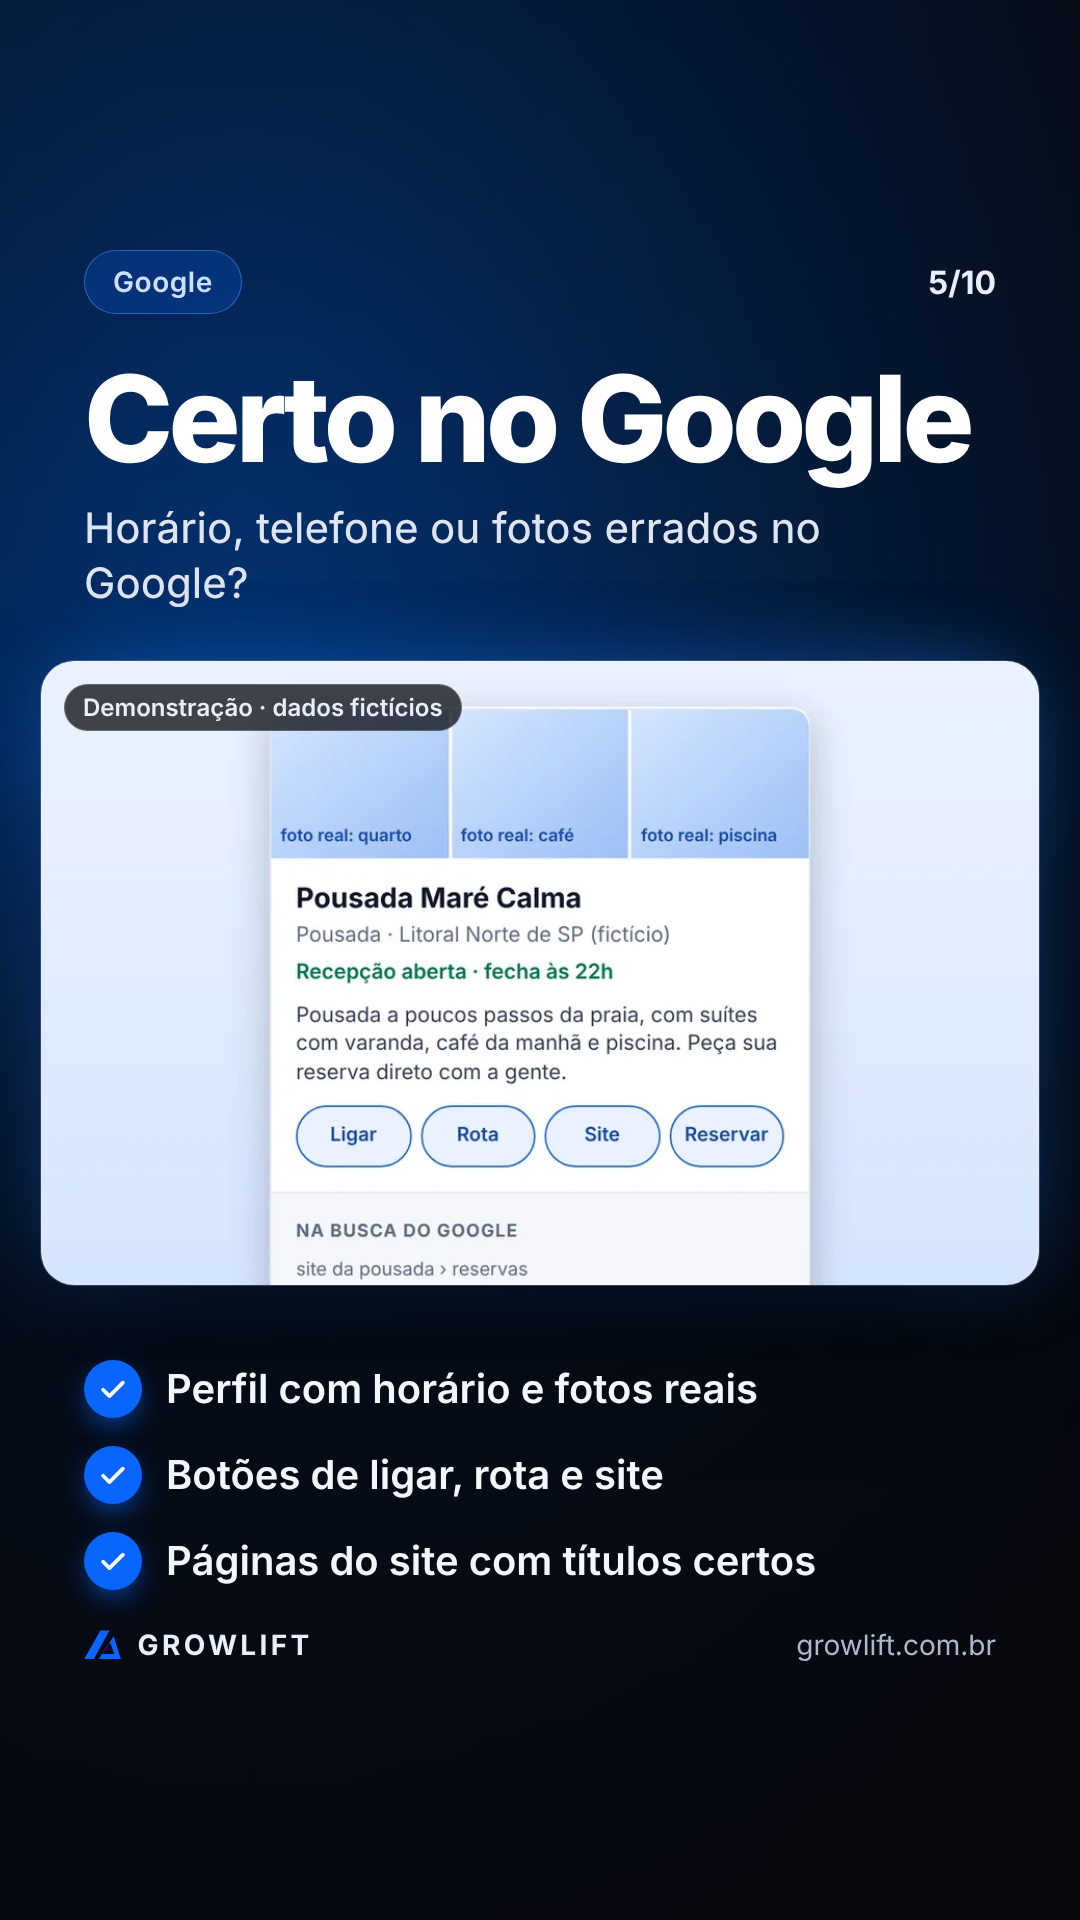 Google
5/10
Certo no Google
Horário, telefone ou fotos errados no
Google?
Demonstração · dados fictícios
foto real: quarto
foto real: café
foto real: piscina
Pousada Maré Calma
Pousada · Litoral Norte de SP (fictício)
Recepção aberta · fecha às 22h
Pousada a poucos passos da praia, com suítes
com varanda, café da manhã e piscina. Peça sua
reserva direto com a gente.
Ligar
Rota
Site
Reservar
NA BUSCA DO GOOGLE
site da pousada › reservas
Perfil com horário e fotos reais
Botões de ligar, rota e site
Páginas do site com títulos certos
GROWLIFT
growlift.com.br